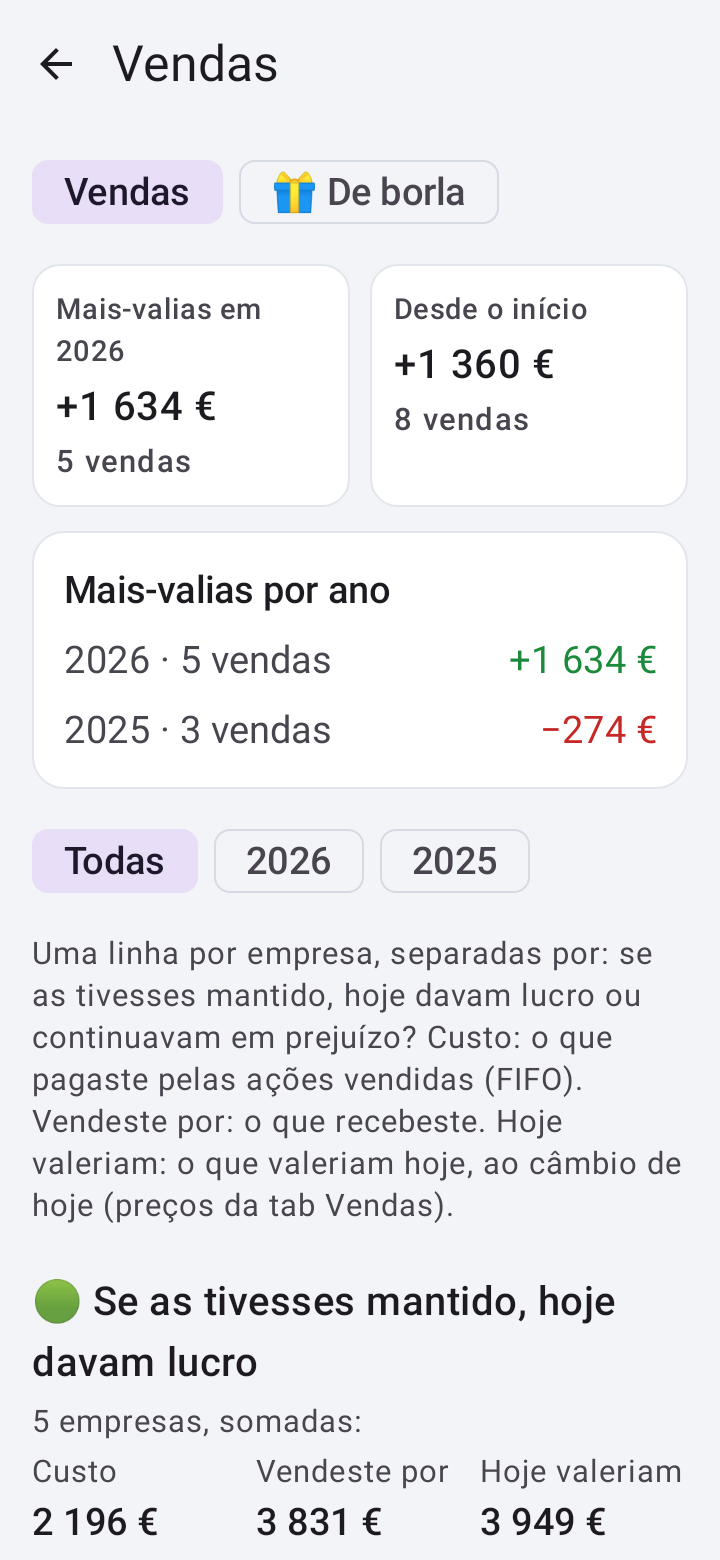 Vendas
Vendas
De borla
Mais-valias em
2026
+1 634 €
5 vendas
Desde o início
+1 360 €
8 vendas
Mais-valias por ano
2026 · 5 vendas +1 634 €
2025 · 3 vendas −274 €
Todas
2026
2025
Uma linha por empresa, separadas por: se
as tivesses mantido, hoje davam lucro ou
continuavam em prejuízo? Custo: o que
pagaste pelas ações vendidas (FIFO).
Vendeste por: o que recebeste. Hoje
valeriam: o que valeriam hoje, ao câmbio de
hoje (preços da tab Vendas).
Se as tivesses mantido, hoje
davam lucro
5 empresas, somadas:
Custo Vendeste por Hoje valeriam
2 196 € 3 831 € 3 949 €